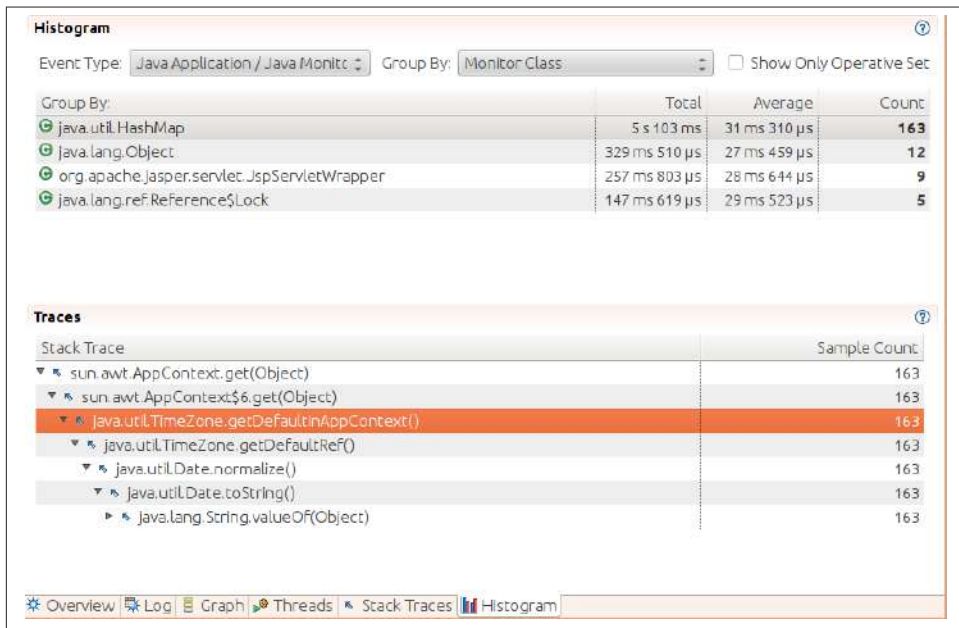 Histogram
Event Type: Java Application / Java Monitc Group By: Monitor Class Show Only Operative Set
Group By: Total Average Count
java.util.HashMap 5 s 103 ms 31 ms 310 µs 163
java.lang.Object 329 ms 510 µs 27 ms 459 µs 12
org.apache.jasper.servlet.JspServletWrapper 257 ms 803 µs 28 ms 644 µs 9
java.lang.ref.Reference$Lock 147 ms 619 µs 29 ms 523 µs 5
Traces
Stack Trace Sample Count
sun.awt.AppContext.get(Object) 163
sun.awt.AppContext$6.get(Object) 163
java.util.TimeZone.getDefaultInAppContext() 163
java.util.TimeZone.getDefaultRef() 163
java.util.Date.normalize() 163
java.util.Date.toString() 163
java.lang.String.valueOf(Object) 163
Overview Log Graph Threads Stack Traces Histogram